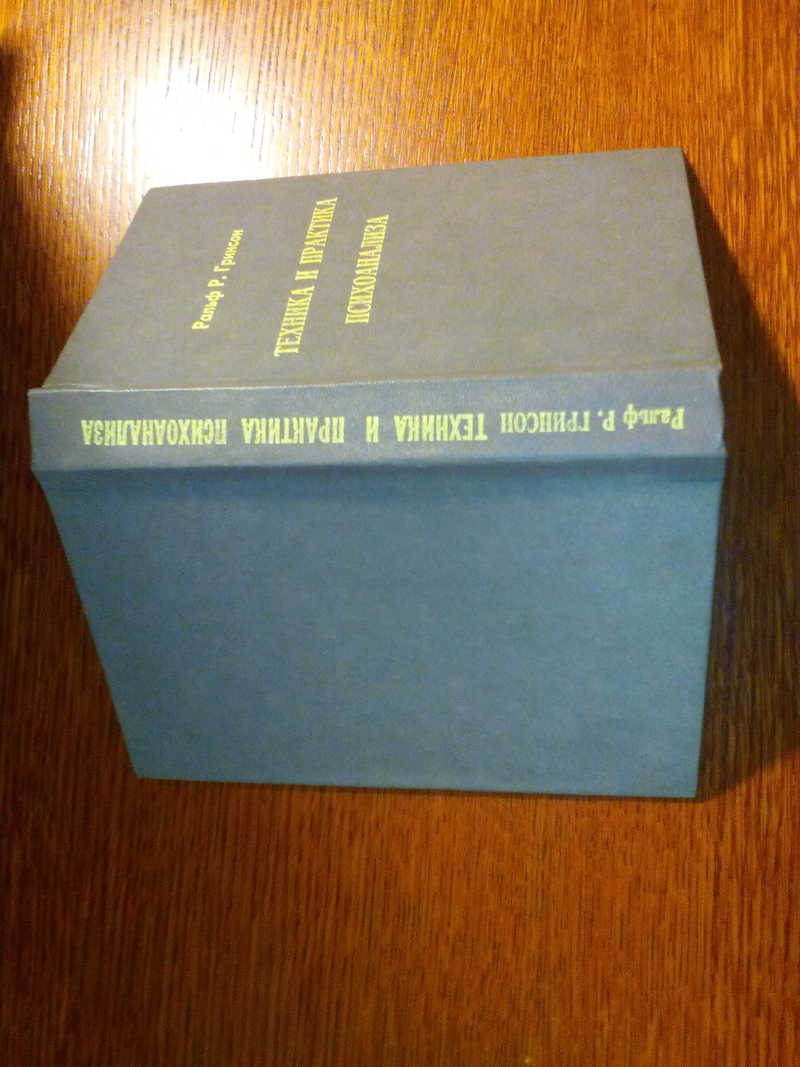 Ральф Р. Гринсон
ТЕХНИКА И ПРАКТИКА
ПСИХОАНАЛИЗА
Ральф Р. ГРИНСОН ТЕХНИКА И ПРАКТИКА ПСИХОАНАЛИЗА